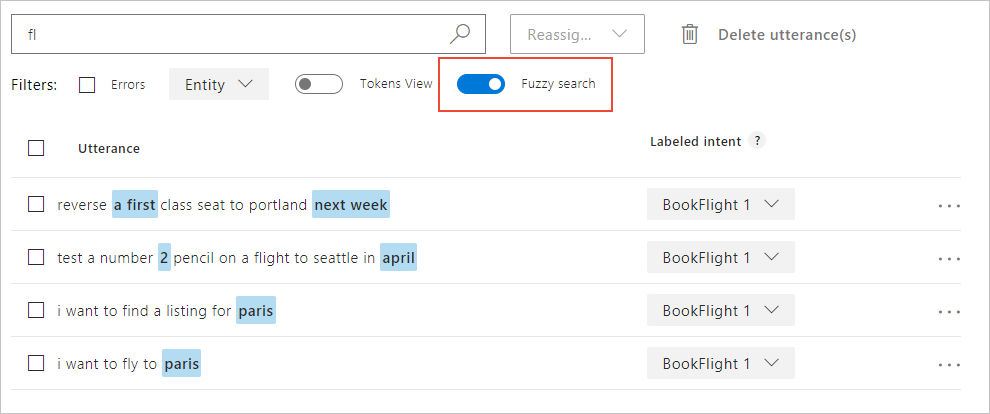 fl Reassig... Delete utterance(s)
Filters: Errors Entity Tokens View Fuzzy search
Utterance Labeled intent ?
reverse a first class seat to portland next week BookFlight 1 ...
test a number 2 pencil on a flight to seattle in april BookFlight 1 ...
i want to find a listing for paris BookFlight 1 ...
i want to fly to paris BookFlight 1 ...